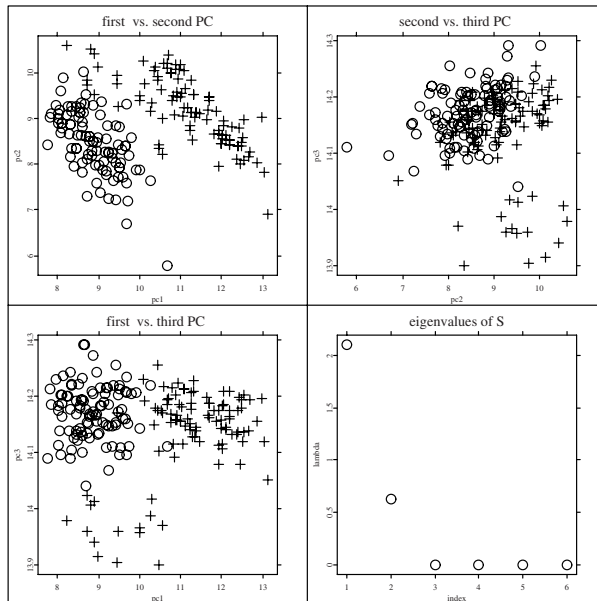 first vs. second PC
10
9
8
7
6
pc2
8 9 10 11 12 13
pc1
second vs. third PC
14.3
14.2
14.1
14
13.9
pc3
6 7 8 9 10
pc2
first vs. third PC
14.3
14.2
14.1
14
13.9
pc3
8 9 10 11 12 13
pc1
eigenvalues of S
2
1.5
1
0.5
0
lambda
1 2 3 4 5 6
index